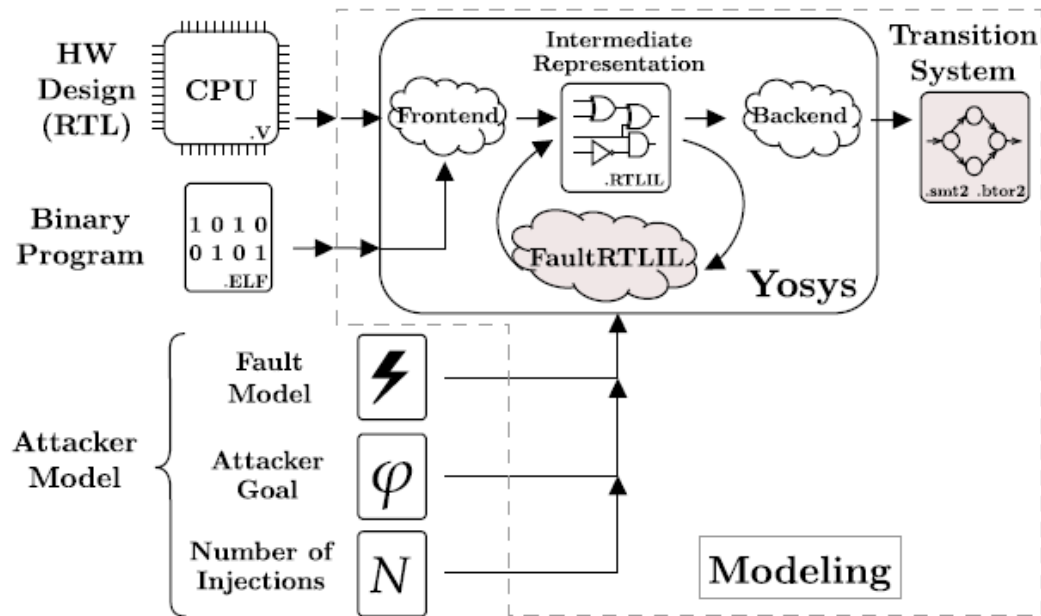 HW
Design
(RTL)
CPU
.V
Binary
Program
1 0 1 0
0 1 0 1
.ELF
Frontend
Intermediate
Representation
.RTLIL
Backend
FaultRTLIL
Yosys
Transition
System
.smt2 .btor2
Attacker
Model
Fault
Model
Attacker
Goal
φ
Number of
Injections
N
Modeling